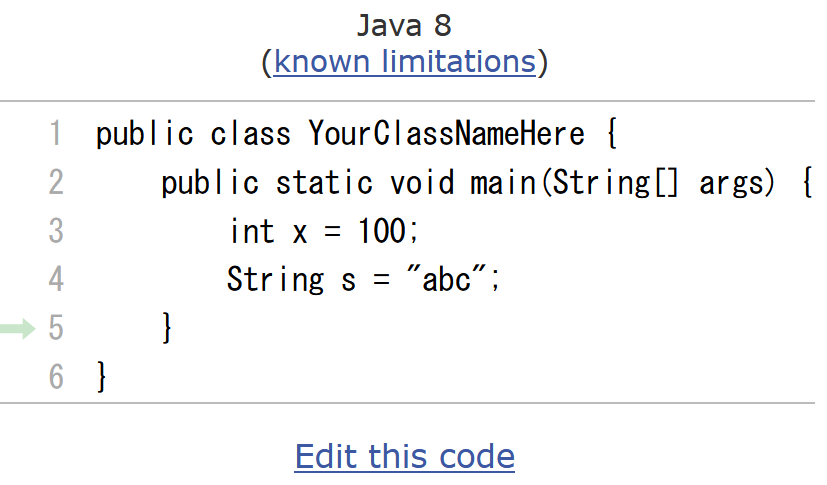 Java 8
(known limitations)
1 public class YourClassNameHere {
2     public static void main(String[] args) {
3         int x = 100;
4         String s = "abc";
5     }
6 }
Edit this code